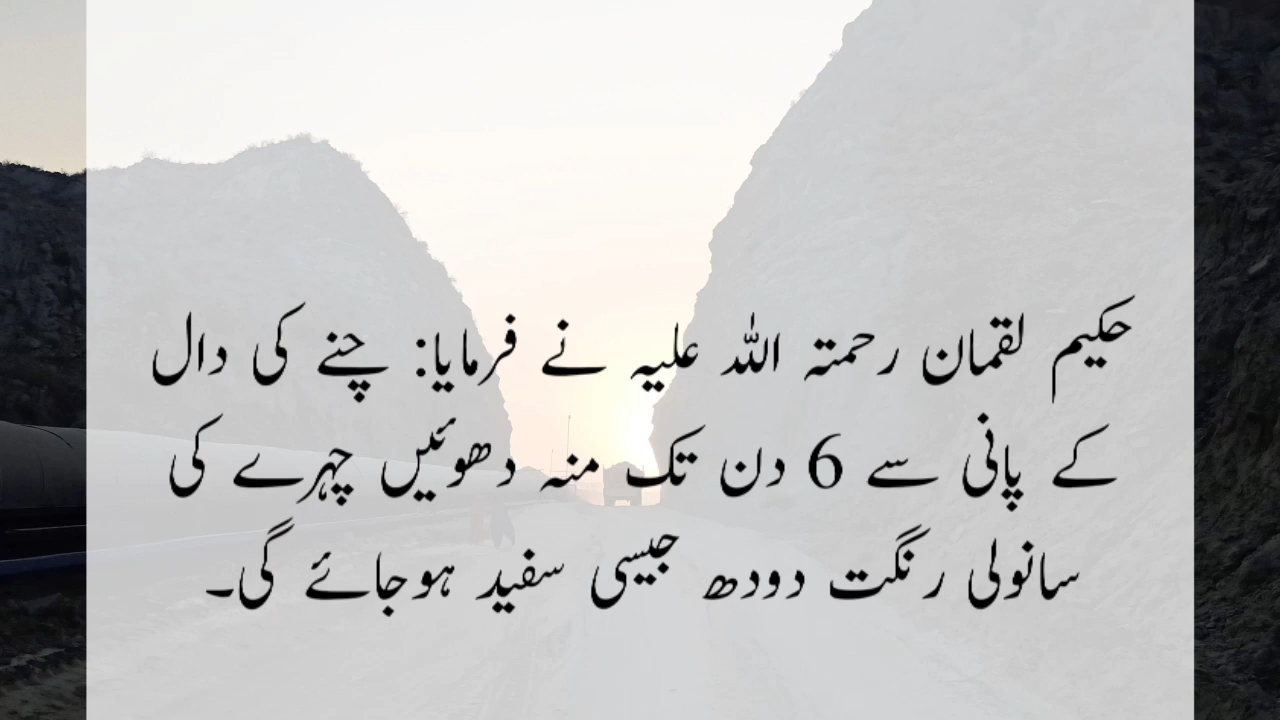 حکیم لقمان رحمتہ اللہ علیہ نے فرمایا: چنے کی دال
کے پانی سے 6 دن تک منہ دھوئیں چہرے کی
سانولی رنگت دودھ جیسی سفید ہوجائے گی۔